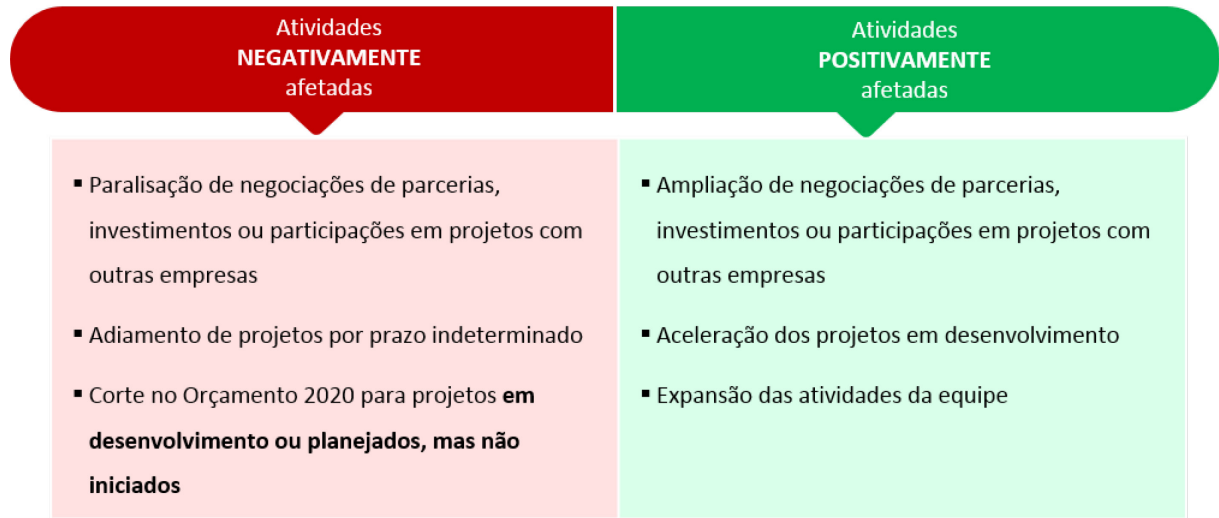 Atividades
NEGATIVAMENTE
afetadas
▪ Paralisação de negociações de parcerias,
investimentos ou participações em projetos com
outras empresas
▪ Adiamento de projetos por prazo indeterminado
▪ Corte no Orçamento 2020 para projetos em
desenvolvimento ou planejados, mas não
iniciados
Atividades
POSITIVAMENTE
afetadas
▪ Ampliação de negociações de parcerias,
investimentos ou participações em projetos com
outras empresas
▪ Aceleração dos projetos em desenvolvimento
▪ Expansão das atividades da equipe